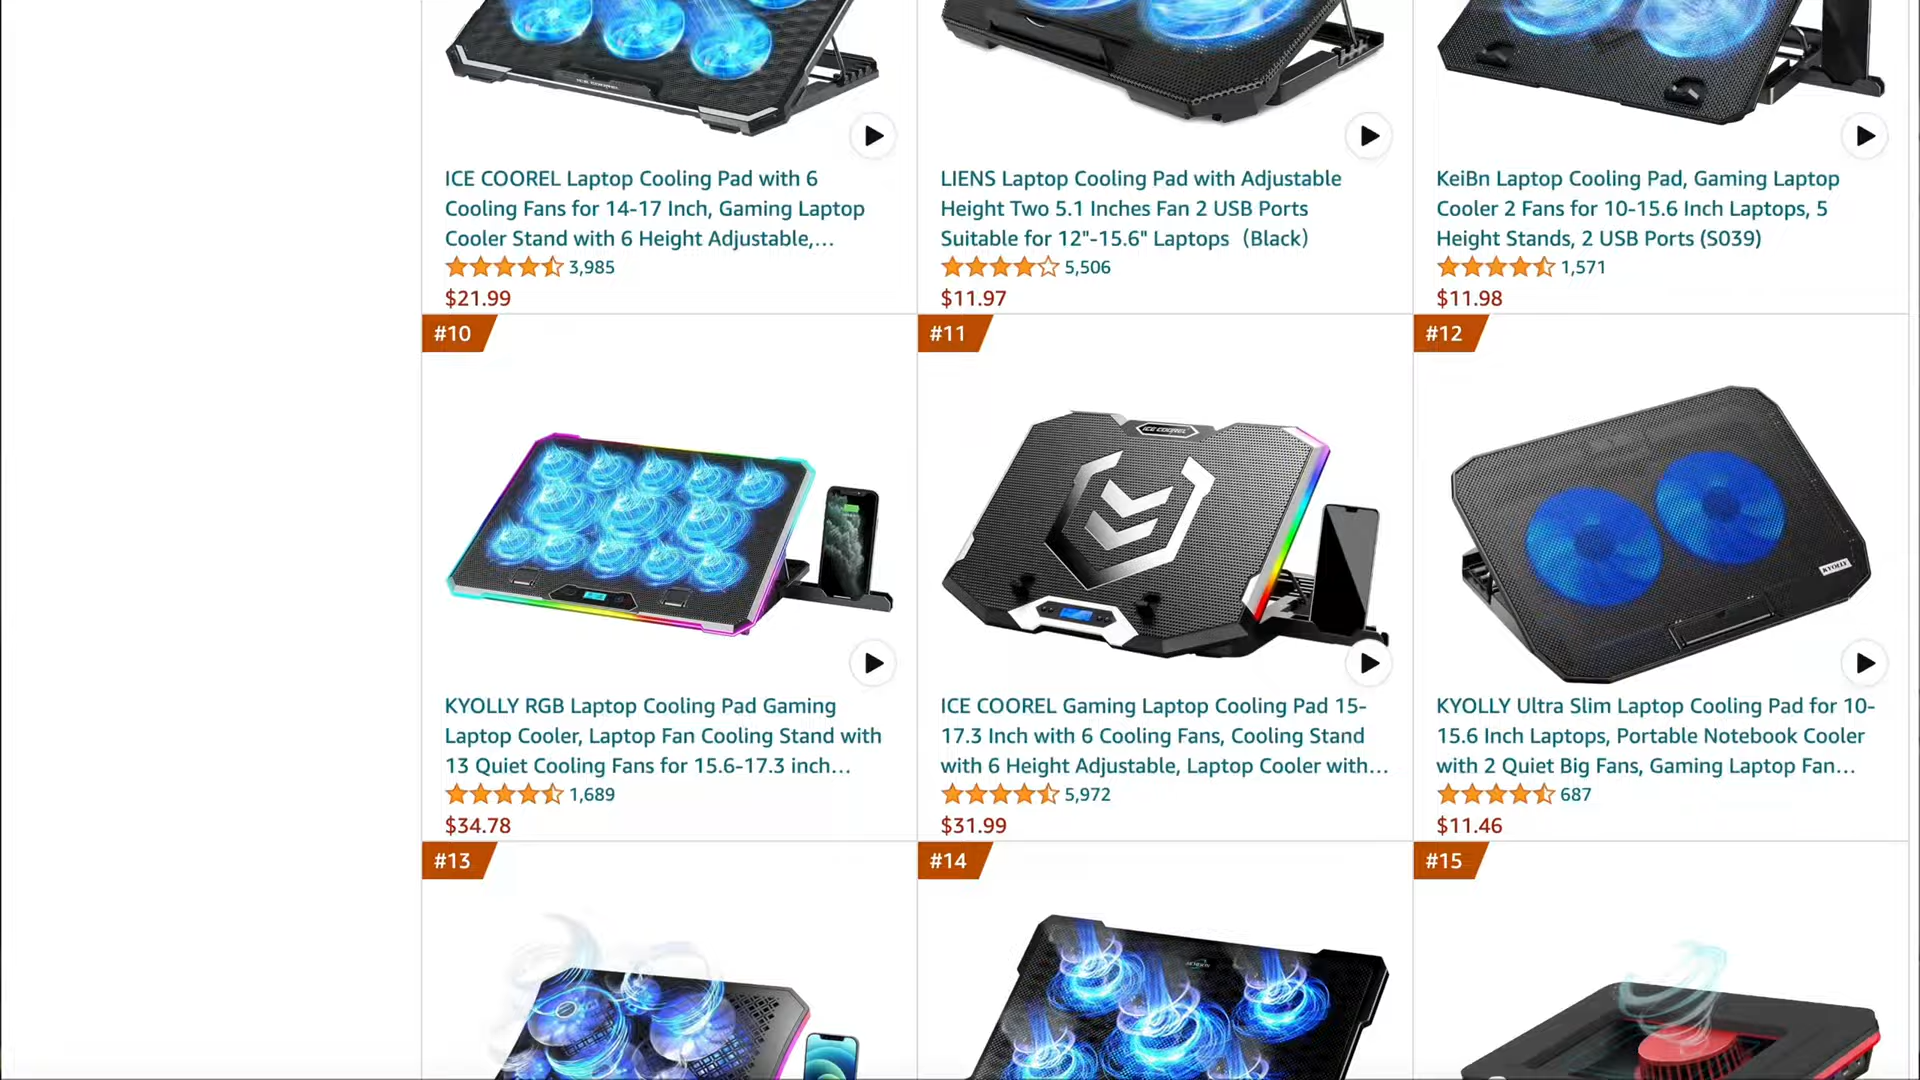 ICE COOREL
ICE COOREL Laptop Cooling Pad with 6
Cooling Fans for 14-17 Inch, Gaming Laptop
Cooler Stand with 6 Height Adjustable,…
3,985
$21.99
LIENS Laptop Cooling Pad with Adjustable
Height Two 5.1 Inches Fan 2 USB Ports
Suitable for 12"-15.6" Laptops（Black）
5,506
$11.97
KeiBn Laptop Cooling Pad, Gaming Laptop
Cooler 2 Fans for 10-15.6 Inch Laptops, 5
Height Stands, 2 USB Ports (S039)
1,571
$11.98
#10
KYOLLY RGB Laptop Cooling Pad Gaming
Laptop Cooler, Laptop Fan Cooling Stand with
13 Quiet Cooling Fans for 15.6-17.3 inch…
1,689
$34.78
#11
ICE COOREL
ICE COOREL Gaming Laptop Cooling Pad 15-
17.3 Inch with 6 Cooling Fans, Cooling Stand
with 6 Height Adjustable, Laptop Cooler with…
5,972
$31.99
#12
KYOLLY
KYOLLY Ultra Slim Laptop Cooling Pad for 10-
15.6 Inch Laptops, Portable Notebook Cooler
with 2 Quiet Big Fans, Gaming Laptop Fan…
687
$11.46
#13
#14
#15